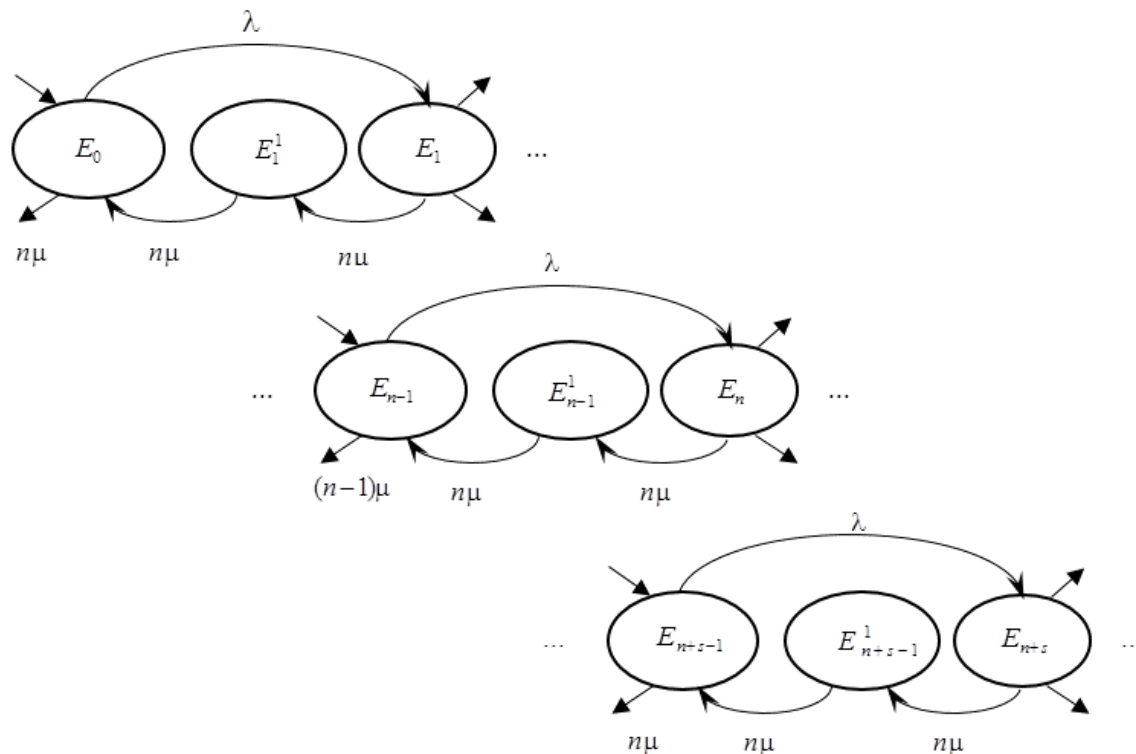 λ
E₀ E₁¹ E₁ ...
nμ nμ nμ
λ
... Eₙ₋₁ E¹ₙ₋₁ Eₙ ...
(n−1)μ nμ nμ
λ
... Eₙ₊ₛ₋₁ E¹ₙ₊ₛ₋₁ Eₙ₊ₛ ..
nμ nμ nμ